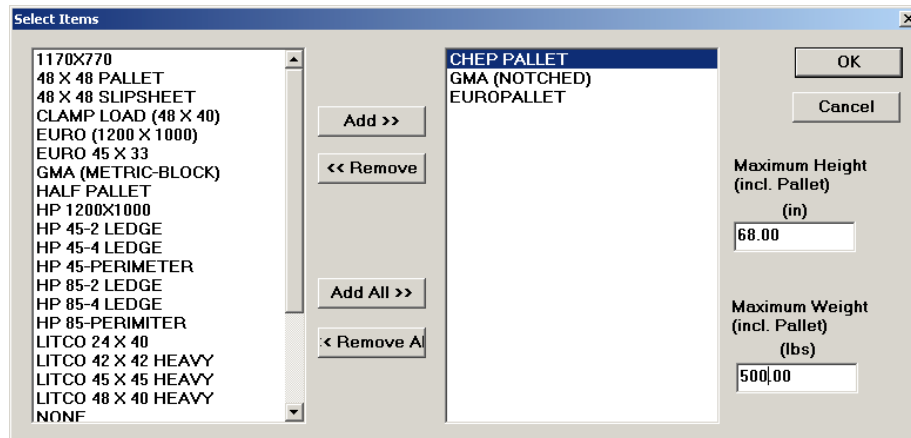 Select Items
1170X770
48 X 48 PALLET
48 X 48 SLIPSHEET
CLAMP LOAD (48 X 40)
EURO (1200 X 1000)
EURO 45 X 33
GMA (METRIC-BLOCK)
HALF PALLET
HP 1200X1000
HP 45-2 LEDGE
HP 45-4 LEDGE
HP 45-PERIMETER
HP 85-2 LEDGE
HP 85-4 LEDGE
HP 85-PERIMITER
LITCO 24 X 40
LITCO 42 X 42 HEAVY
LITCO 45 X 45 HEAVY
LITCO 48 X 40 HEAVY
NONE
Add >>
<< Remove
Add All >>
< Remove Al
CHEP PALLET
GMA (NOTCHED)
EUROPALLET
OK
Cancel
Maximum Height
(incl. Pallet)
(in)
68.00
Maximum Weight
(incl. Pallet)
(lbs)
500.00